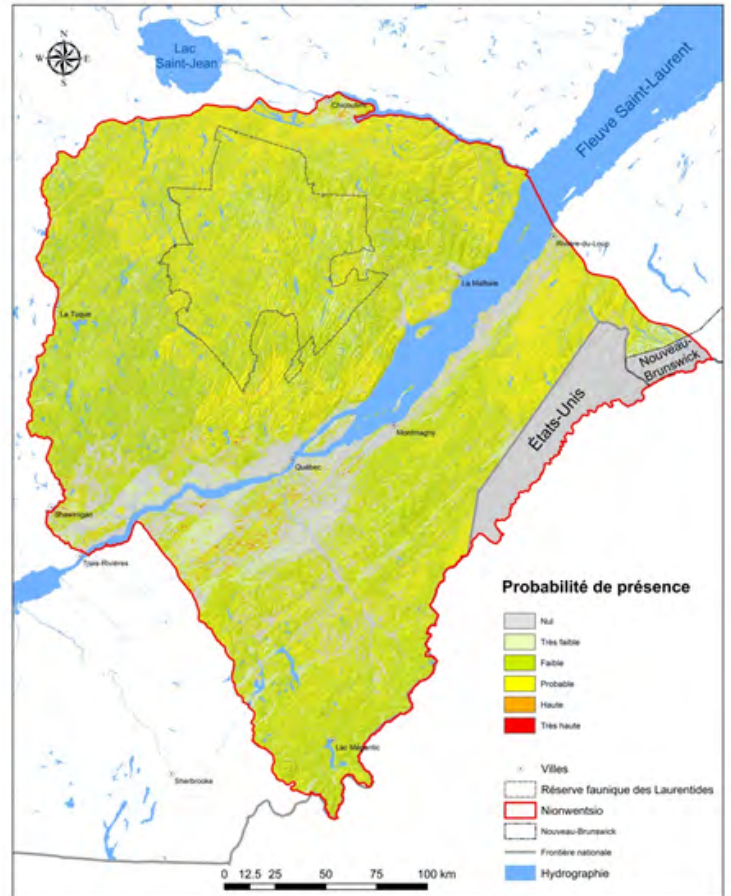 N
W E
S
Lac
Saint-Jean
Chicoutimi
Fleuve Saint-Laurent
Rivière-du-Loup
La Malbaie
La Tuque
Nouveau-
Brunswick
États-Unis
Montmagny
Québec
Shawinigan
Trois-Rivières
Lac Mégantic
Sherbrooke
Probabilité de présence
Nul
Très faible
Faible
Probable
Haute
Très haute
Villes
Réserve faunique des Laurentides
Nionwentsio
Nouveau-Brunswick
Frontière nationale
Hydrographie
0 12.5 25 50 75 100 km